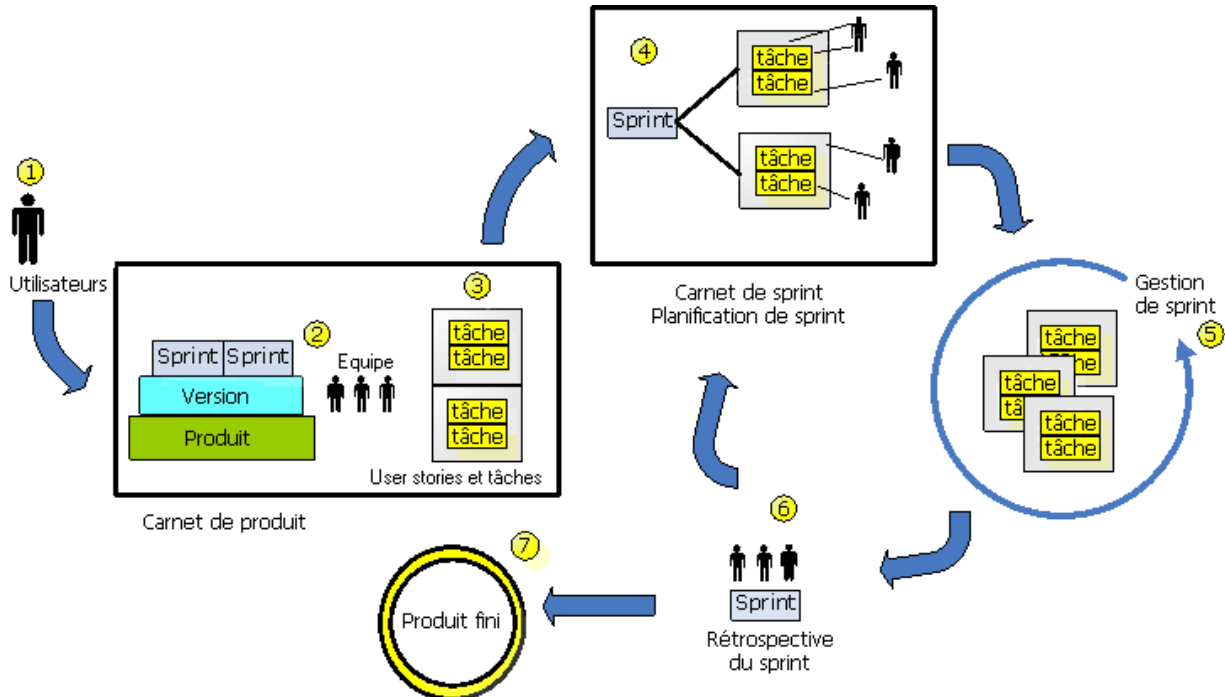 1
Utilisateurs
2
Sprint Sprint
Version
Produit
Equipe
3
tâche
tâche
tâche
tâche
User stories et tâches
Carnet de produit
4
Sprint
tâche
tâche
tâche
tâche
Carnet de sprint
Planification de sprint
Gestion
de sprint
5
tâche
tâche
tâche
tâche
6
Sprint
Rétrospective
du sprint
7
Produit fini